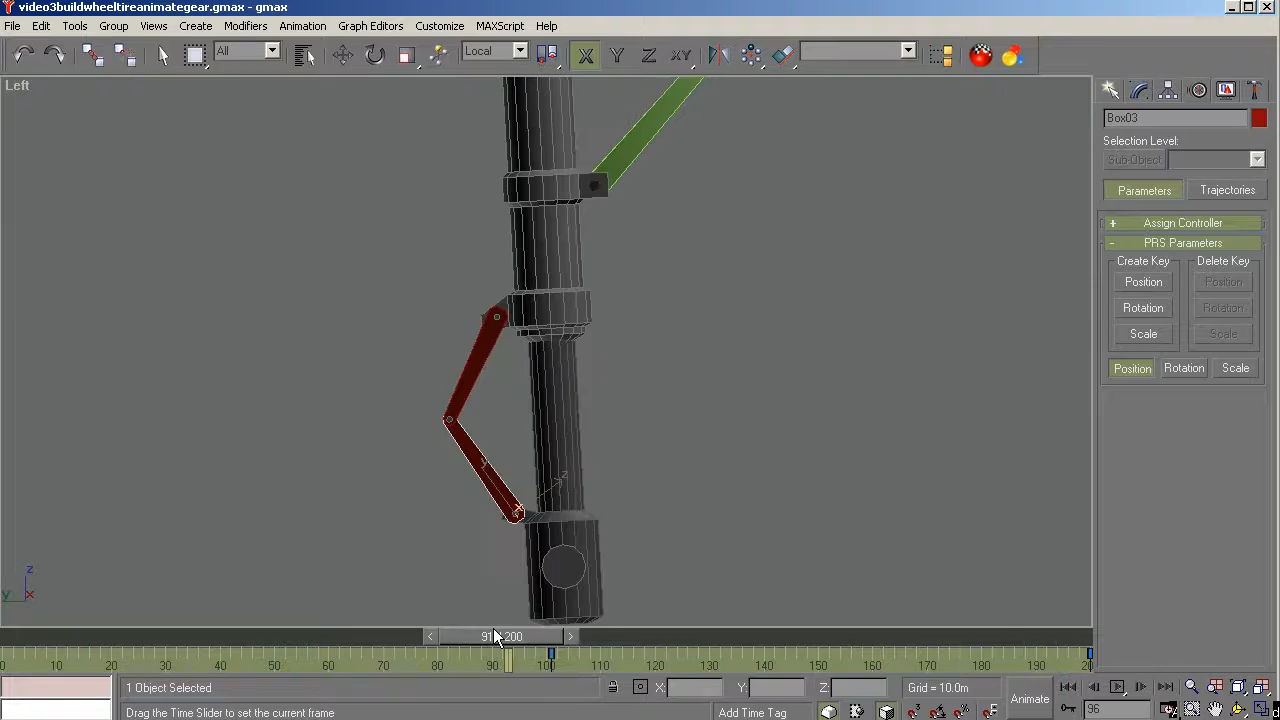 video3buildwheeltireanimategear.gmax - gmax
File Edit Tools Group Views Create Modifiers Animation Graph Editors Customize MAXScript Help
All Local X Y Z XY
Left
Box03
Selection Level:
Sub-Object
Parameters Trajectories
+ Assign Controller
- PRS Parameters
Create Key Delete Key
Position Position
Rotation Rotation
Scale Scale
Position Rotation Scale
z
y x
< 200 >
0 10 20 30 40 50 60 70 80 90 100 110 120 130 140 150 160 170 180 190 20
1 Object Selected X: Y: Z: Grid = 10.0m
Animate
Drag the Time Slider to set the current frame Add Time Tag 96